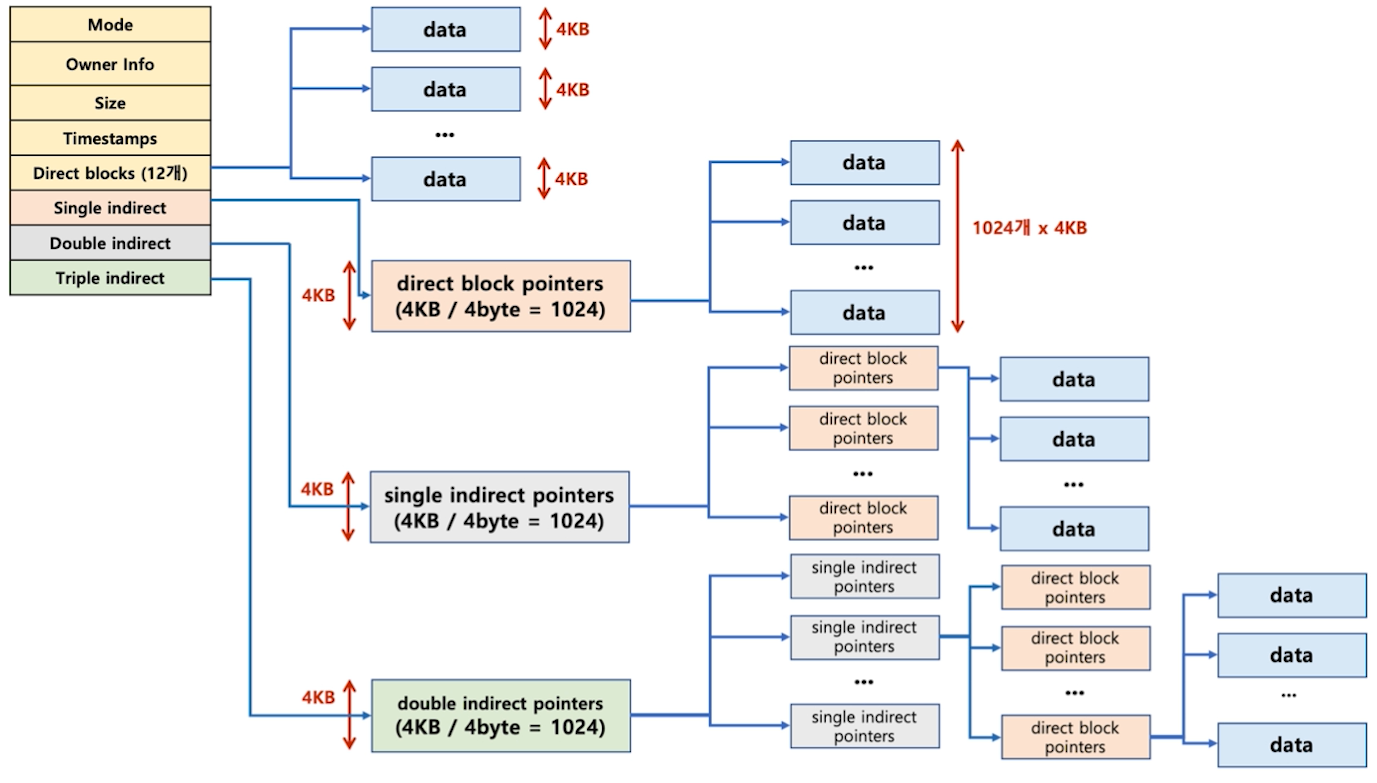 Mode
Owner Info
Size
Timestamps
Direct blocks (12개)
Single indirect
Double indirect
Triple indirect
data
4KB
data
4KB
...
data
4KB
4KB
direct block pointers
(4KB / 4byte = 1024)
data
data
...
data
1024개 x 4KB
4KB
single indirect pointers
(4KB / 4byte = 1024)
direct block
pointers
direct block
pointers
...
direct block
pointers
data
data
...
data
4KB
double indirect pointers
(4KB / 4byte = 1024)
single indirect
pointers
single indirect
pointers
...
single indirect
pointers
direct block
pointers
direct block
pointers
...
direct block
pointers
data
data
...
data